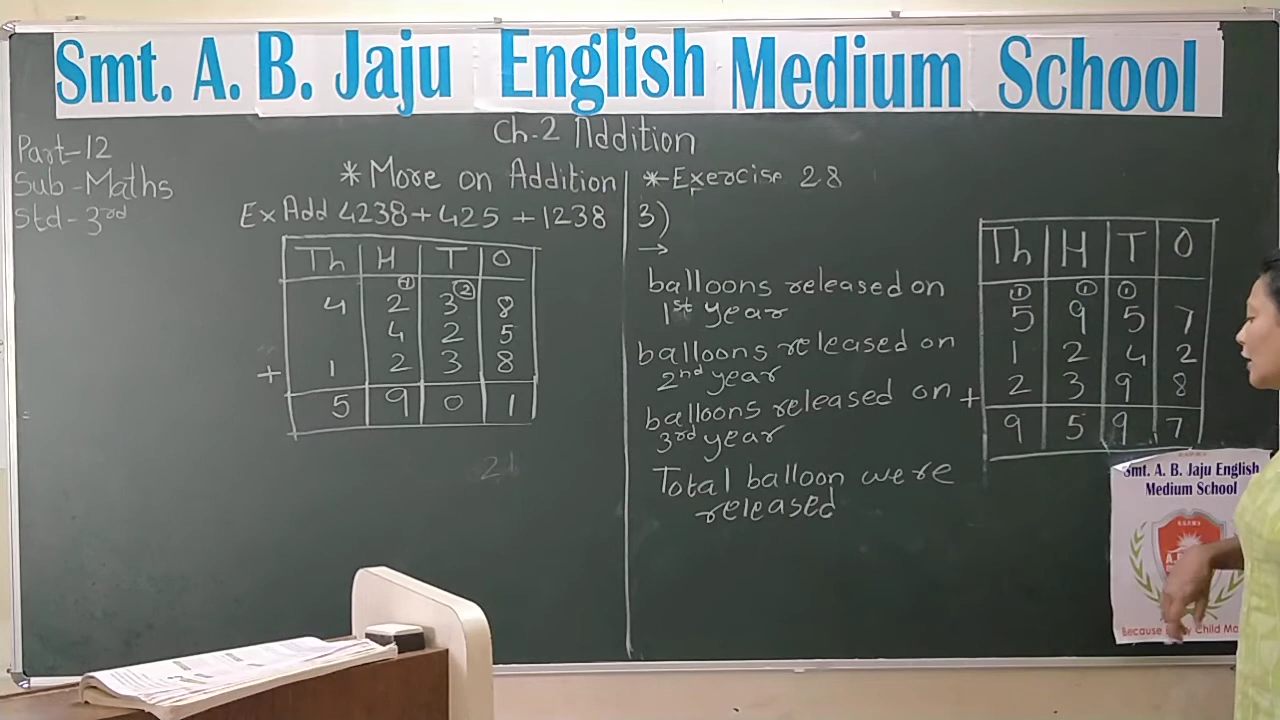 Smt. A. B. Jaju English Medium School
Part-12
Sub-Maths
Std-3rd
Ch-2 Addition
* More on Addition
Ex Add 4238 + 425 + 1238
Th H T O
1 2
4 2 3 8
4 2 5
+ 1 2 3 8
5 9 0 1
21
* Exercise 28
3)
→
balloons released on
1st year
balloons released on
2nd year
balloons released on
3rd year
Total balloon were
released
Th H T O
1 1 1
5 9 5 7
1 2 4 2
+ 2 3 9 8
9 5 9 7
Smt. A. B. Jaju English
Medium School
Because
Child